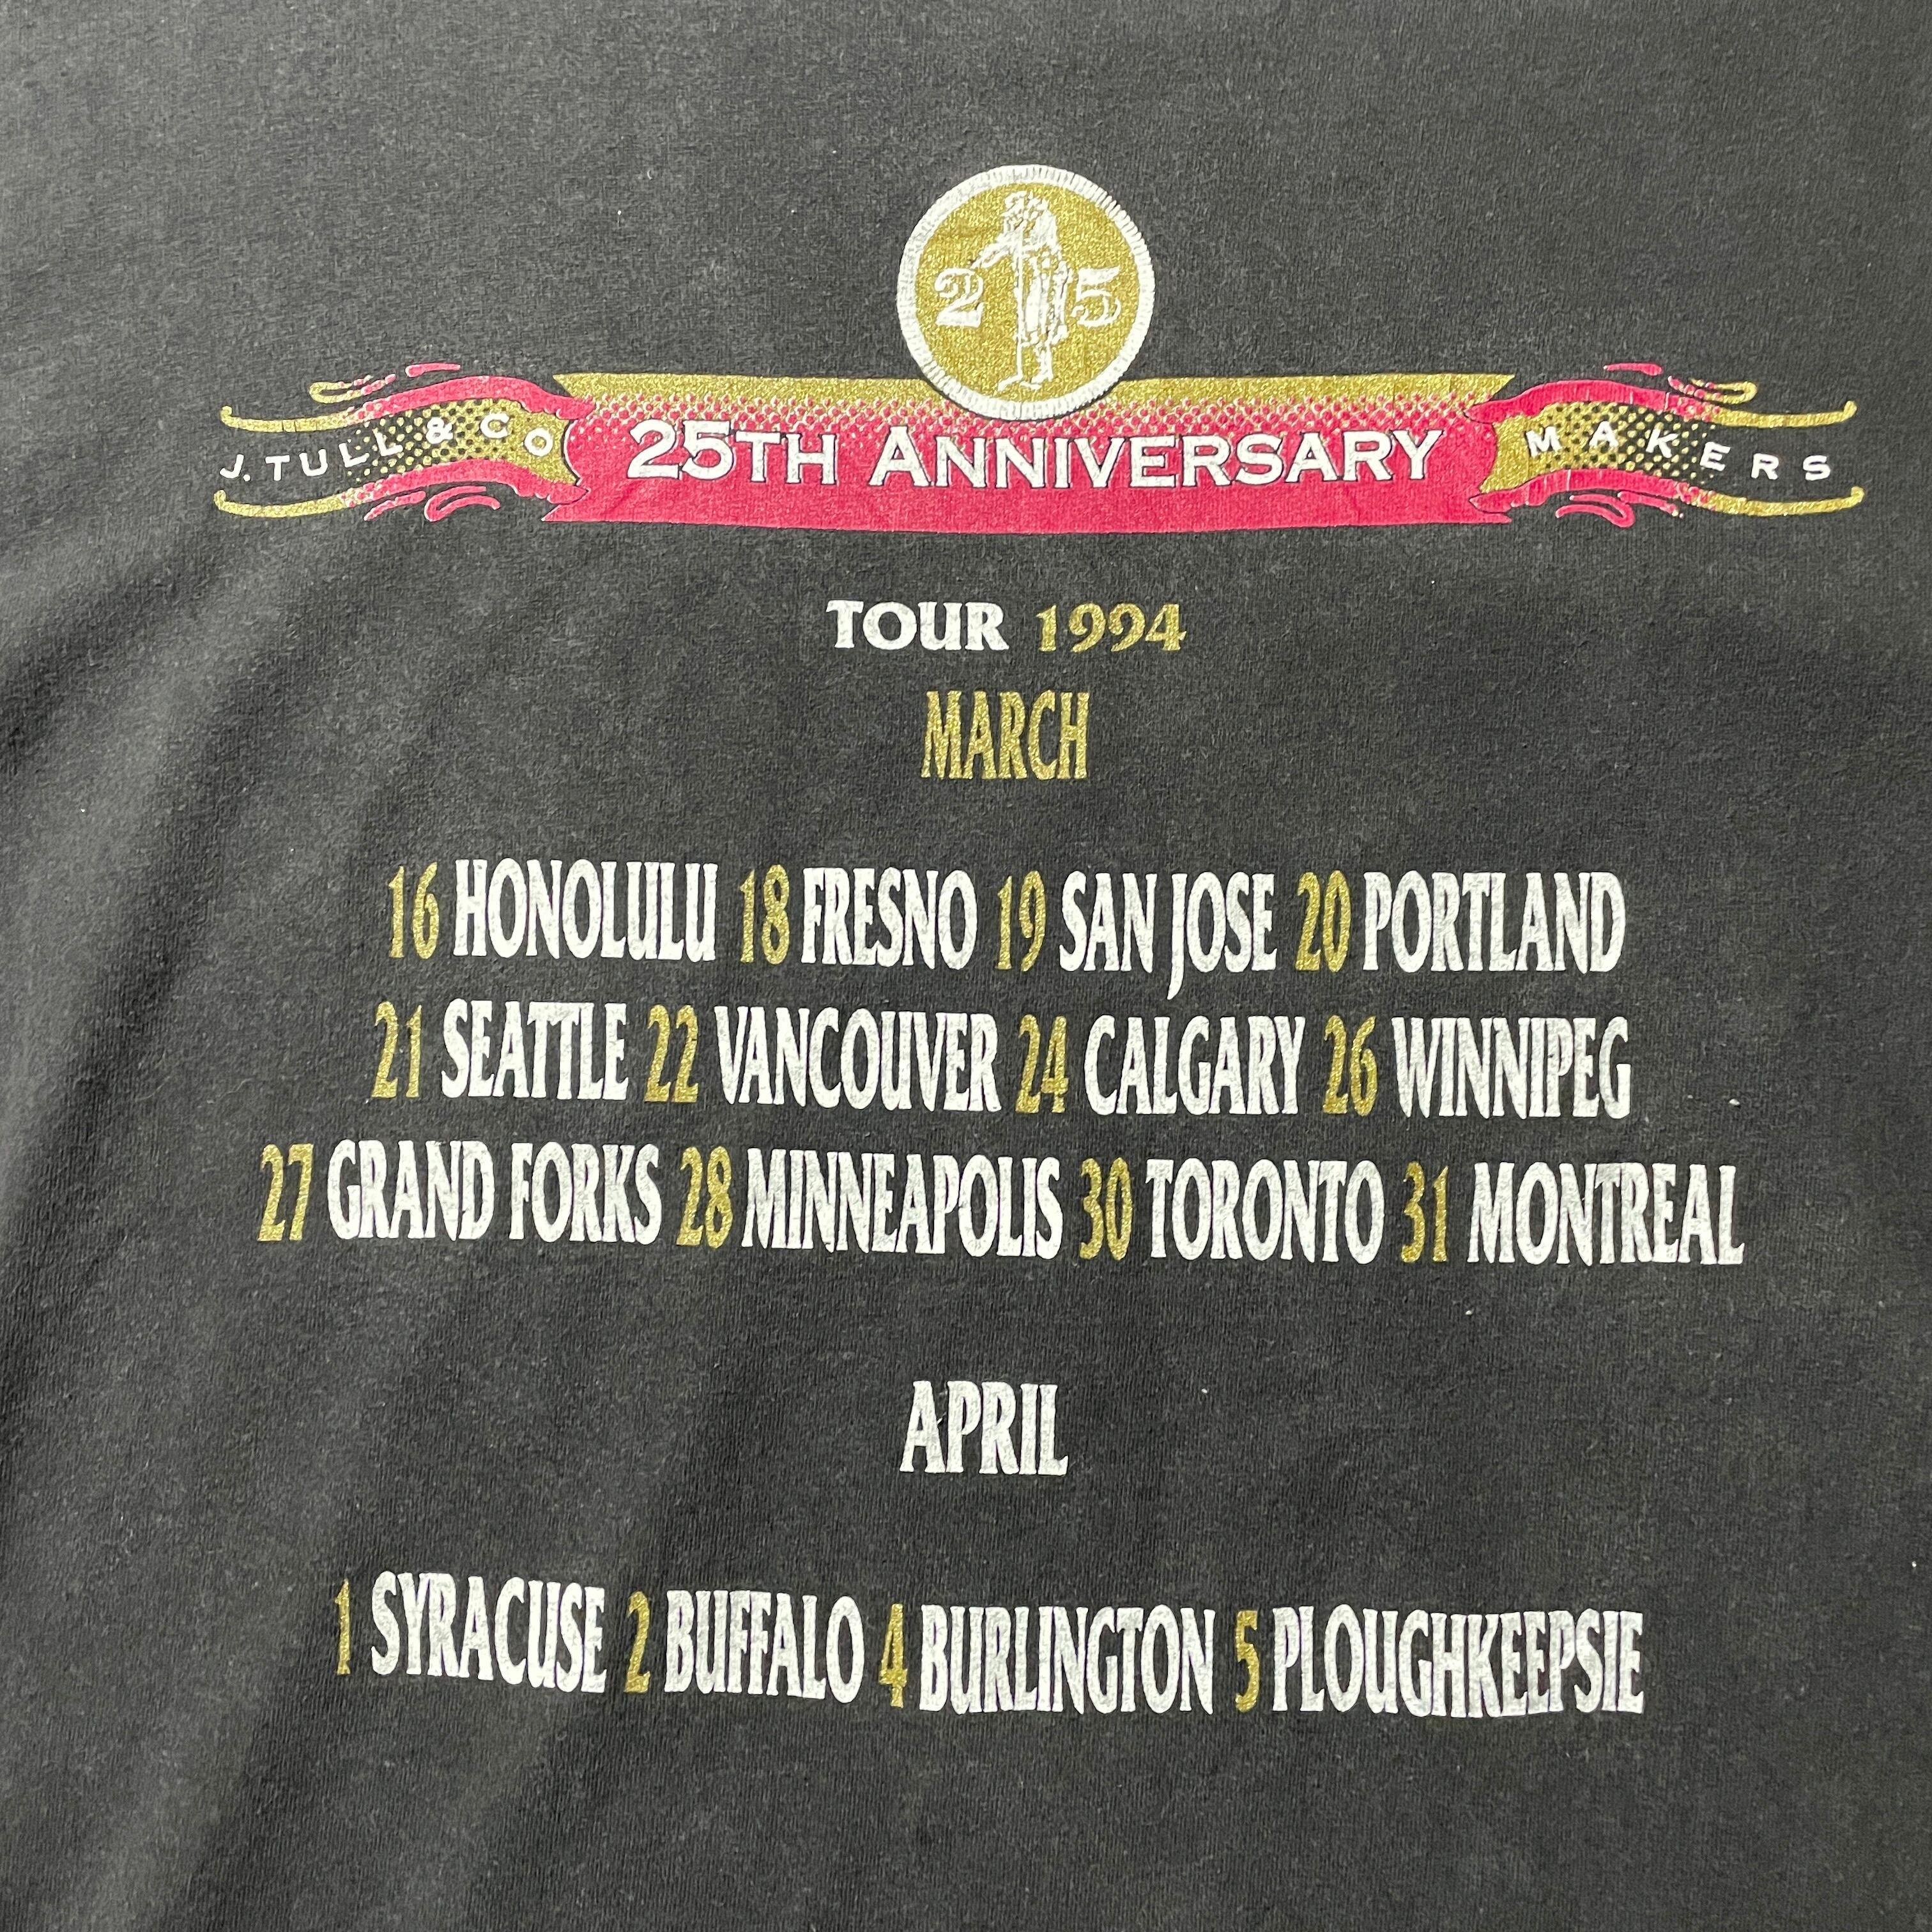 25
J. TULL & CO 25TH ANNIVERSARY MAKERS
TOUR 1994
MARCH
16 HONOLULU 18 FRESNO 19 SAN JOSE 20 PORTLAND
21 SEATTLE 22 VANCOUVER 24 CALGARY 26 WINNIPEG
27 GRAND FORKS 28 MINNEAPOLIS 30 TORONTO 31 MONTREAL
APRIL
1 SYRACUSE 2 BUFFALO 4 BURLINGTON 5 PLOUGHKEEPSIE